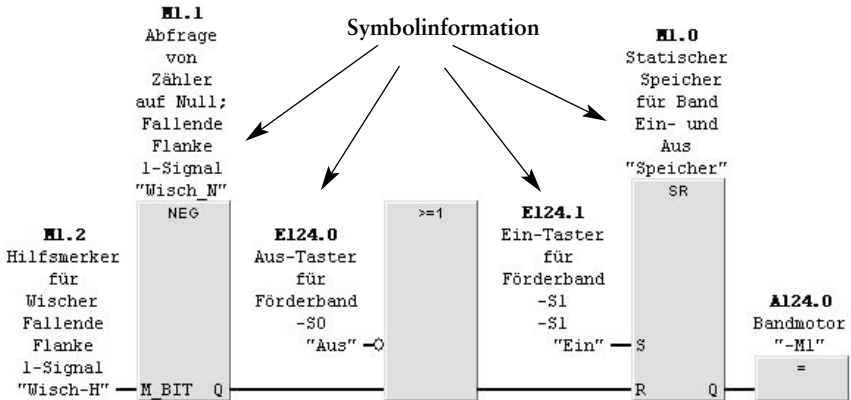 Symbolinformation
M1.1
Abfrage
von
Zähler
auf Null;
Fallende
Flanke
1-Signal
"Wisch_N"
NEG
M1.2
Hilfsmerker
für
Wischer
Fallende
Flanke
1-Signal
"Wisch-H"
M_BIT Q
E124.0
Aus-Taster
für
Förderband
-S0
"Aus"
>=1
E124.1
Ein-Taster
für
Förderband
-S1
-S1
"Ein"
M1.0
Statischer
Speicher
für Band
Ein- und
Aus
"Speicher"
SR
S
R Q
A124.0
Bandmotor
"-M1"
=